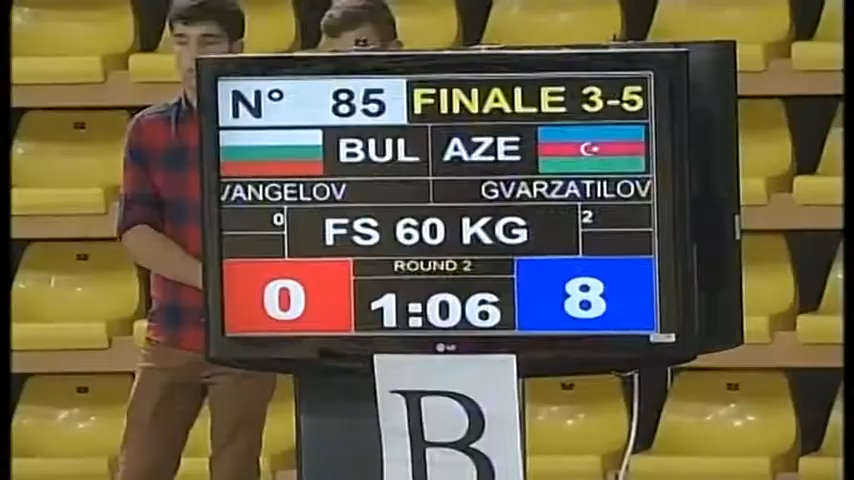 N° 85 FINALE 3-5
BUL AZE
VANGELOV GVARZATILOV
0 FS 60 KG 2
ROUND 2
0 1:06 8
LG
B